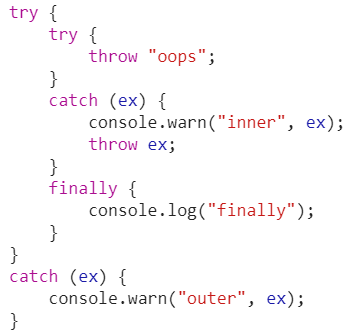 try {
    try {
        throw "oops";
    }
    catch (ex) {
        console.warn("inner", ex);
        throw ex;
    }
    finally {
        console.log("finally");
    }
}
catch (ex) {
    console.warn("outer", ex);
}